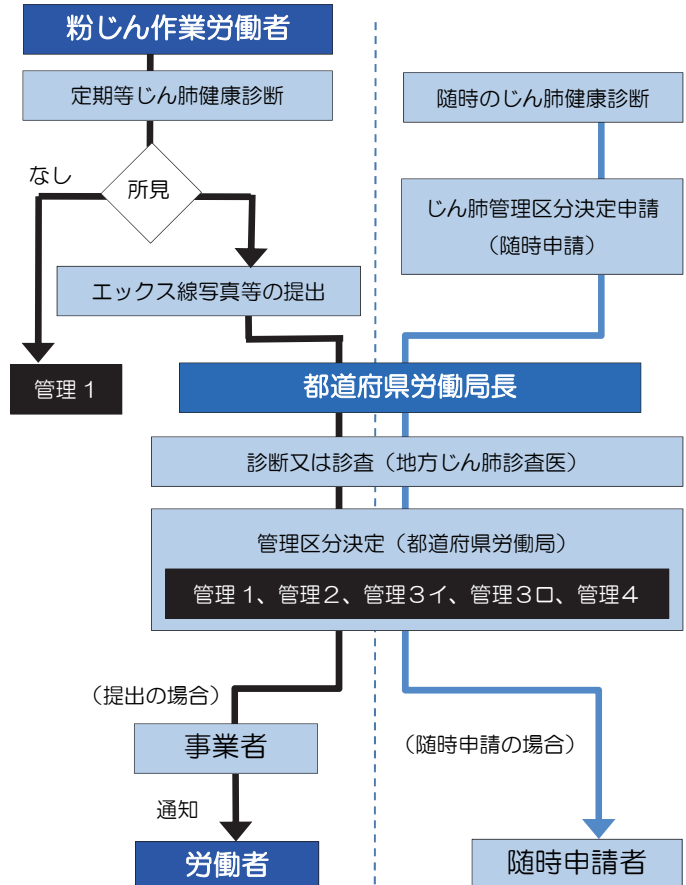 粉じん作業労働者
定期等じん肺健康診断
随時のじん肺健康診断
なし
所見
じん肺管理区分決定申請
（随時申請）
エックス線写真等の提出
管理１
都道府県労働局長
診断又は診査（地方じん肺診査医）
管理区分決定（都道府県労働局）
管理１、管理２、管理３イ、管理３ロ、管理４
（提出の場合）
事業者
（随時申請の場合）
通知
労働者
随時申請者